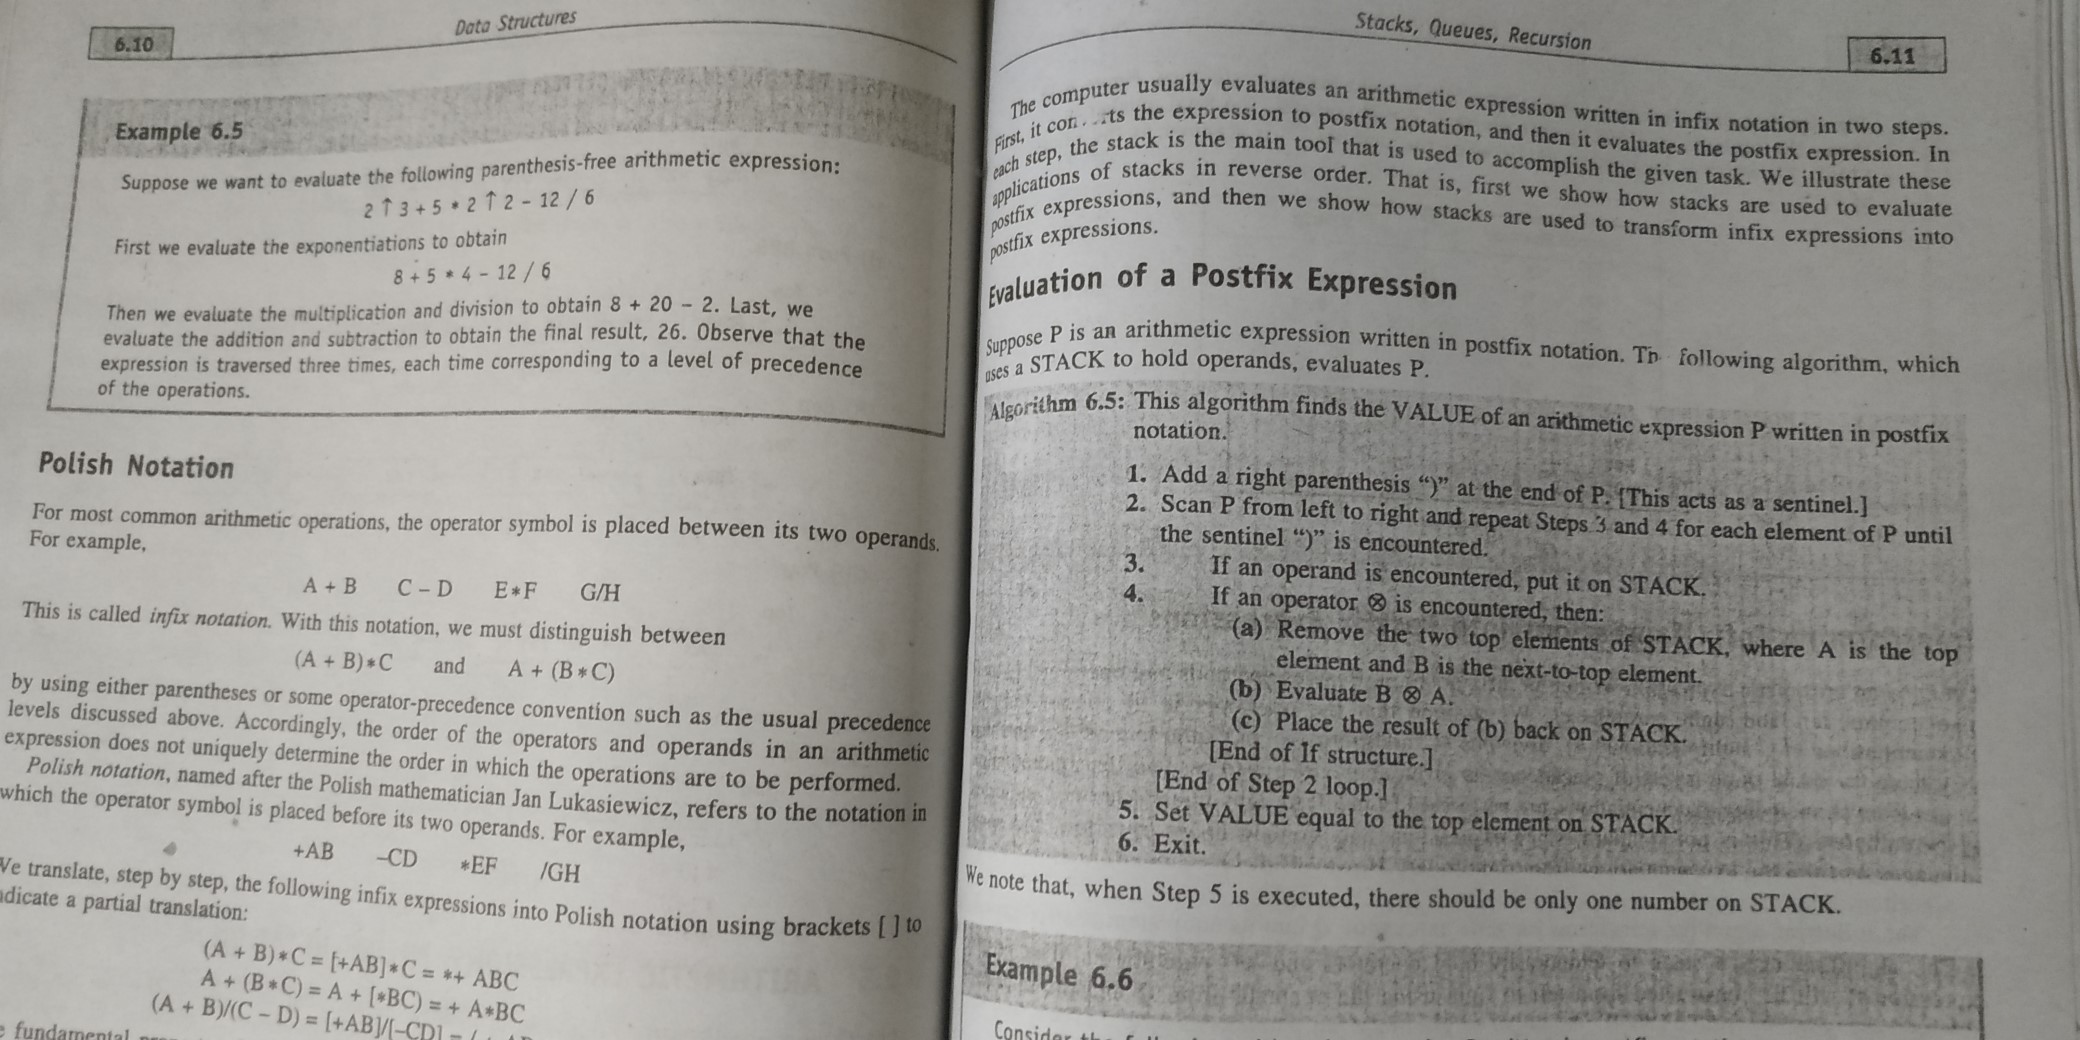 6.10
Data Structures
Example 6.5
Suppose we want to evaluate the following parenthesis-free arithmetic expression:
2 ↑ 3 + 5 * 2 ↑ 2 – 12 / 6
First we evaluate the exponentiations to obtain
8 + 5 * 4 – 12 / 6
Then we evaluate the multiplication and division to obtain 8 + 20 – 2. Last, we
evaluate the addition and subtraction to obtain the final result, 26. Observe that the
expression is traversed three times, each time corresponding to a level of precedence
of the operations.
Polish Notation
For most common arithmetic operations, the operator symbol is placed between its two operands.
For example,
A + B C – D E*F G/H
This is called infix notation. With this notation, we must distinguish between
(A + B)*C and A + (B*C)
by using either parentheses or some operator-precedence convention such as the usual precedence
levels discussed above. Accordingly, the order of the operators and operands in an arithmetic
expression does not uniquely determine the order in which the operations are to be performed.
Polish notation, named after the Polish mathematician Jan Lukasiewicz, refers to the notation in
which the operator symbol is placed before its two operands. For example,
+AB –CD *EF /GH
We translate, step by step, the following infix expressions into Polish notation using brackets [ ] to
indicate a partial translation:
(A + B)*C = [+AB]*C = *+ ABC
A + (B*C) = A + [*BC) = + A*BC
(A + B)/(C – D) = [+AB]/[–CD] =
fundamental
Stacks, Queues, Recursion
6.11
The computer usually evaluates an arithmetic expression written in infix notation in two steps.
First, it con...rts the expression to postfix notation, and then it evaluates the postfix expression. In
each step, the stack is the main tool that is used to accomplish the given task. We illustrate these
applications of stacks in reverse order. That is, first we show how stacks are used to evaluate
postfix expressions, and then we show how stacks are used to transform infix expressions into
postfix expressions.
Evaluation of a Postfix Expression
Suppose P is an arithmetic expression written in postfix notation. Th following algorithm, which
uses a STACK to hold operands, evaluates P.
Algorithm 6.5: This algorithm finds the VALUE of an arithmetic expression P written in postfix
notation.
1. Add a right parenthesis “)” at the end of P. [This acts as a sentinel.]
2. Scan P from left to right and repeat Steps 3 and 4 for each element of P until
the sentinel “)” is encountered.
3. If an operand is encountered, put it on STACK.
4. If an operator ⊗ is encountered, then:
(a) Remove the two top elements of STACK, where A is the top
element and B is the next-to-top element.
(b) Evaluate B ⊗ A.
(c) Place the result of (b) back on STACK.
[End of If structure.]
[End of Step 2 loop.]
5. Set VALUE equal to the top element on STACK.
6. Exit.
We note that, when Step 5 is executed, there should be only one number on STACK.
Example 6.6
Consider